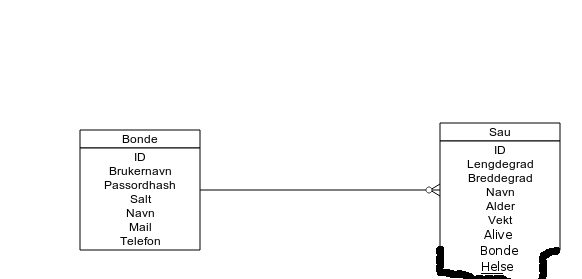 Bonde
ID
Brukernavn
Passordhash
Salt
Navn
Mail
Telefon
Sau
ID
Lengdegrad
Breddegrad
Navn
Alder
Vekt
Alive
Bonde
Helse